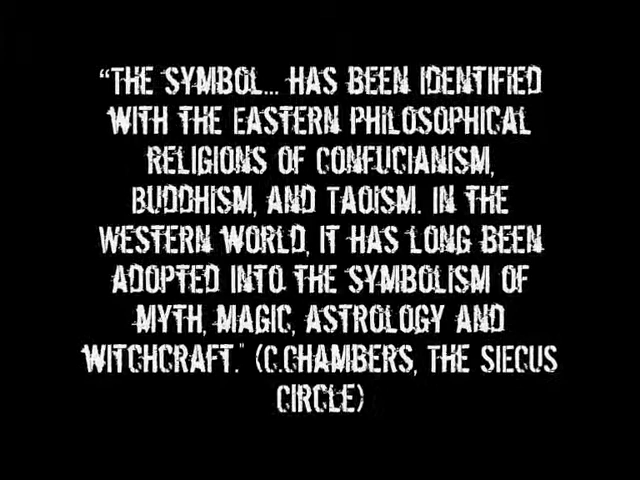 “THE SYMBOL... HAS BEEN IDENTIFIED
WITH THE EASTERN PHILOSOPHICAL
RELIGIONS OF CONFUCIANISM,
BUDDHISM, AND TAOISM. IN THE
WESTERN WORLD, IT HAS LONG BEEN
ADOPTED INTO THE SYMBOLISM OF
MYTH, MAGIC, ASTROLOGY AND
WITCHCRAFT." (C.CHAMBERS, THE SIECUS
CIRCLE)